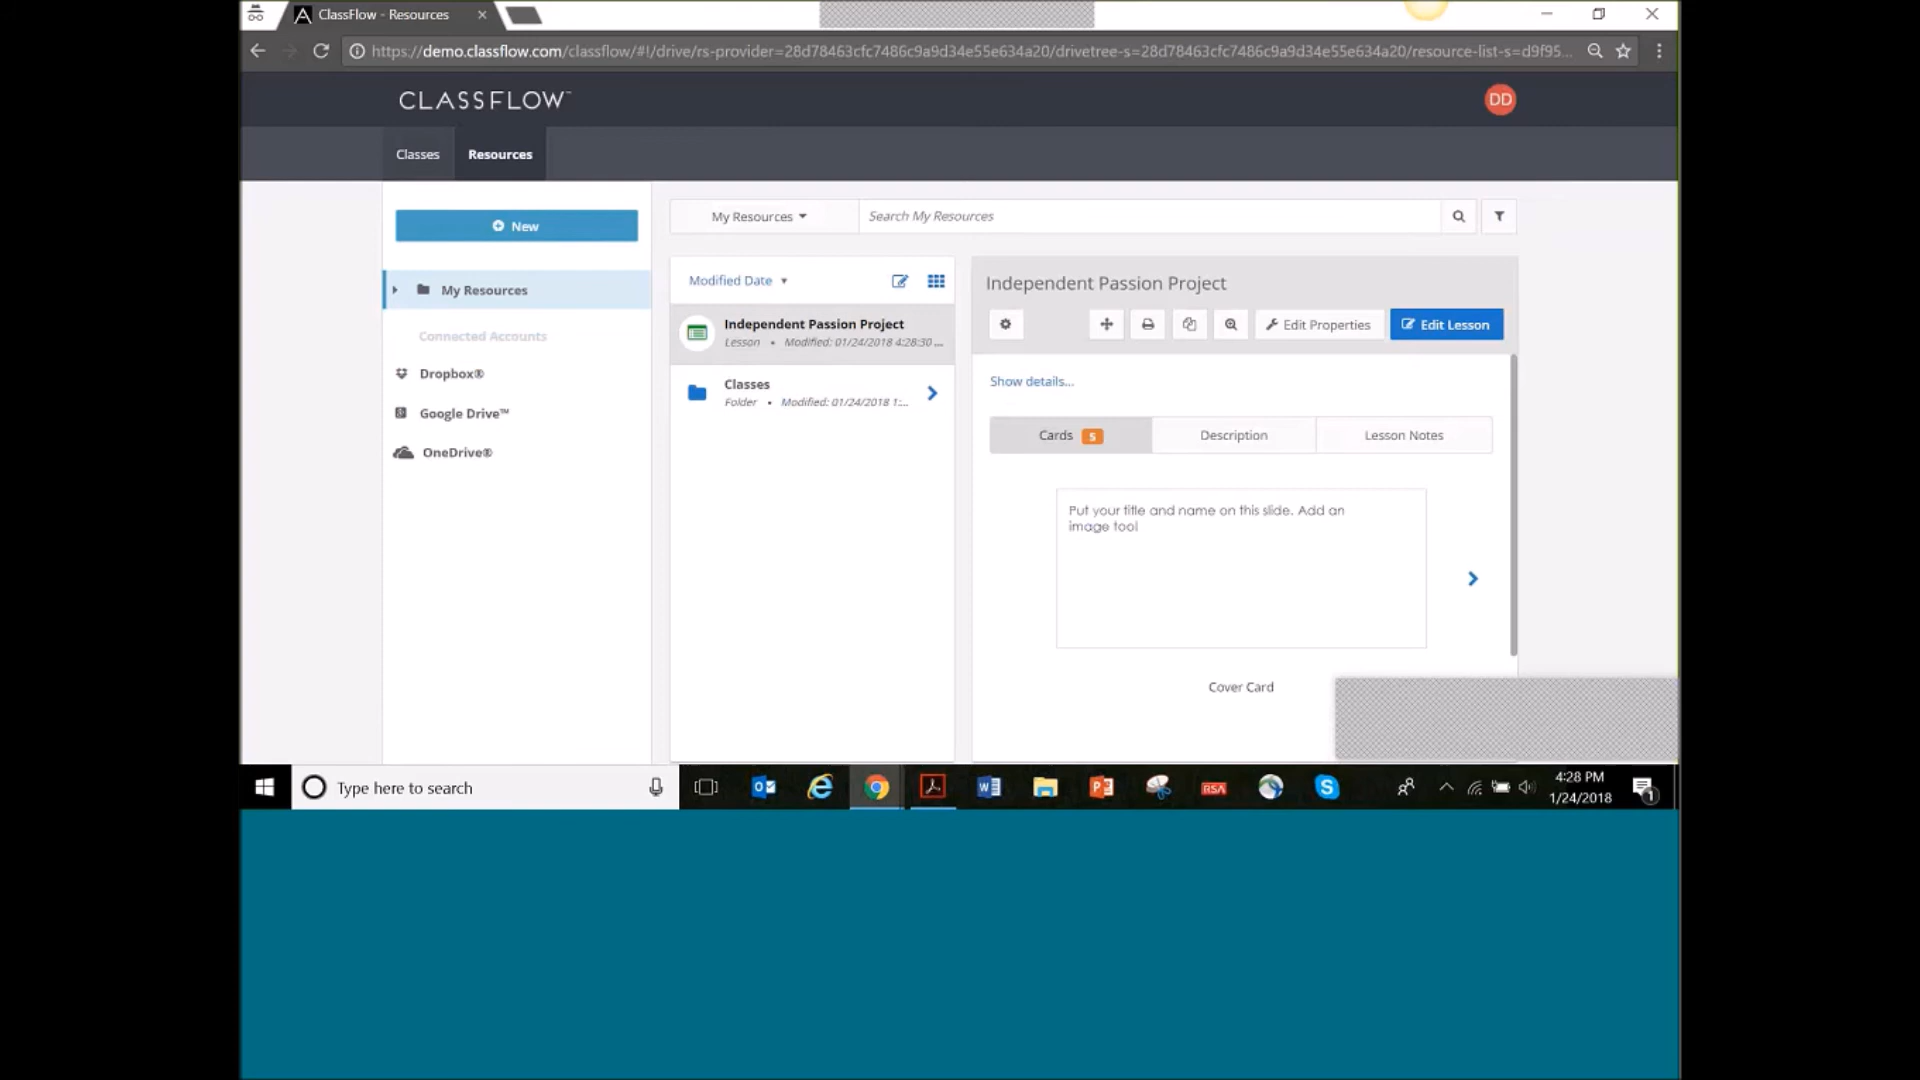 ClassFlow - Resources
https://demo.classflow.com/classflow/#!/drive/rs-provider=28d78463cfc7486c9a9d34e55e634a20/drivetree-s=28d78463cfc7486c9a9d34e55e634a20/resource-list-s=d9f95...
CLASSFLOW
DD
Classes
Resources
New
My Resources
Search My Resources
My Resources
Connected Accounts
Dropbox®
Google Drive™
OneDrive®
Modified Date
Independent Passion Project
Lesson • Modified: 01/24/2018 4:28:30 ...
Classes
Folder • Modified: 01/24/2018 1:...
Independent Passion Project
Edit Properties
Edit Lesson
Show details...
Cards 5
Description
Lesson Notes
Put your title and name on this slide. Add an
image tool
Cover Card
Type here to search
RSA
4:28 PM
1/24/2018
1